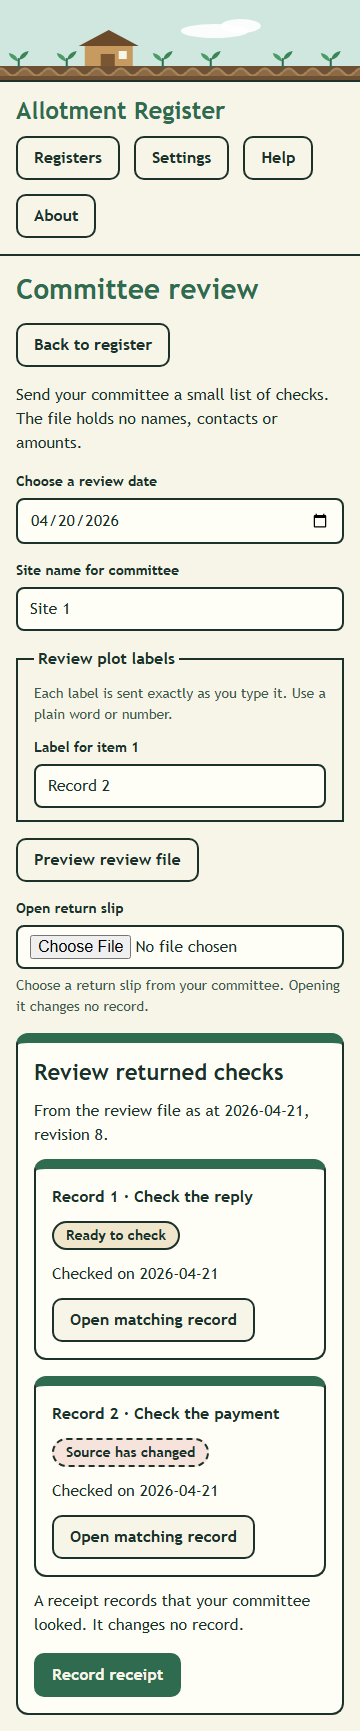 Allotment Register
Registers
Settings
Help
About
Committee review
Back to register
Send your committee a small list of checks.
The file holds no names, contacts or
amounts.
Choose a review date
04/20/2026
Site name for committee
Site 1
Review plot labels
Each label is sent exactly as you type it. Use a
plain word or number.
Label for item 1
Record 2
Preview review file
Open return slip
Choose File No file chosen
Choose a return slip from your committee. Opening
it changes no record.
Review returned checks
From the review file as at 2026-04-21,
revision 8.
Record 1 · Check the reply
Ready to check
Checked on 2026-04-21
Open matching record
Record 2 · Check the payment
Source has changed
Checked on 2026-04-21
Open matching record
A receipt records that your committee
looked. It changes no record.
Record receipt